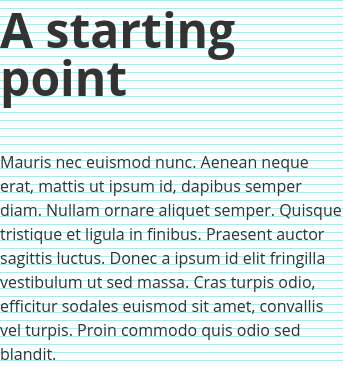 A starting
point
Mauris nec euismod nunc. Aenean neque
erat, mattis ut ipsum id, dapibus semper
diam. Nullam ornare aliquet semper. Quisque
tristique et ligula in finibus. Praesent auctor
sagittis luctus. Donec a ipsum id elit fringilla
vestibulum ut sed massa. Cras turpis odio,
efficitur sodales euismod sit amet, convallis
vel turpis. Proin commodo quis odio sed
blandit.